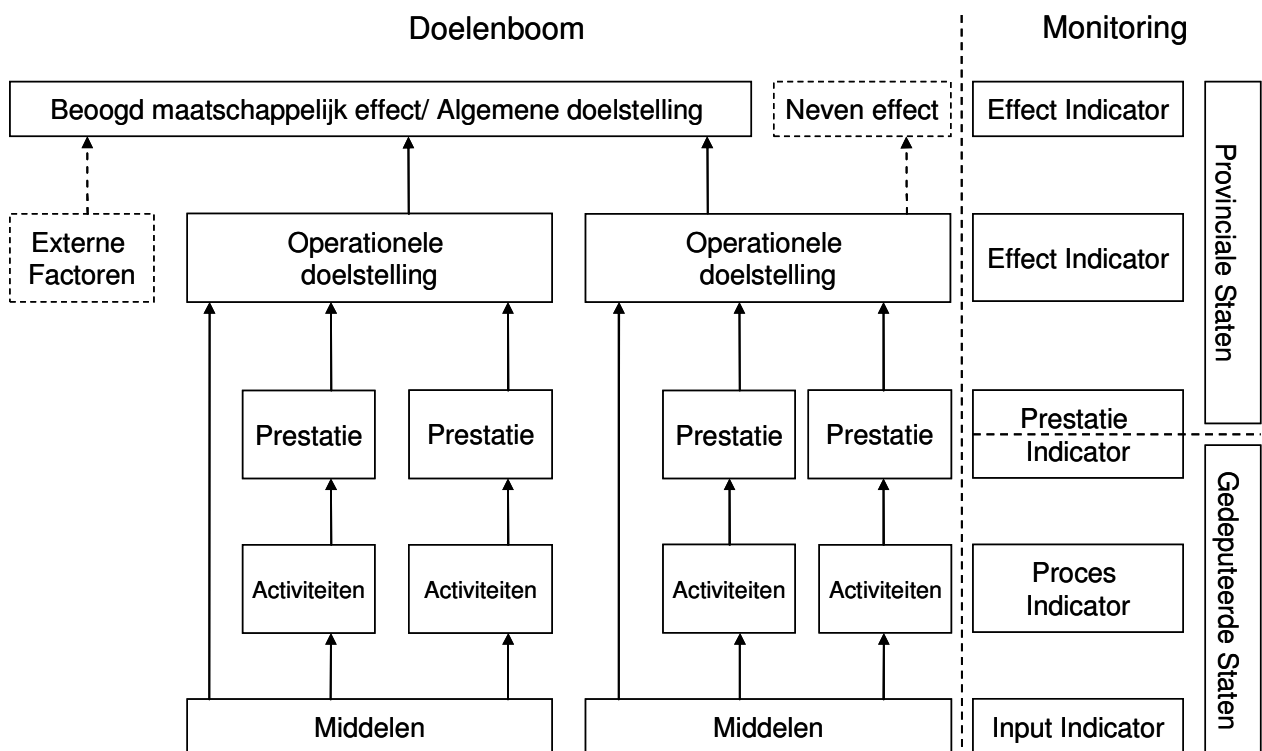 Doelenboom
Monitoring
Beoogd maatschappelijk effect/ Algemene doelstelling
Neven effect
Effect Indicator
Externe
Factoren
Operationele
doelstelling
Operationele
doelstelling
Effect Indicator
Provinciale Staten
Prestatie
Prestatie
Prestatie
Prestatie
Prestatie
Indicator
Activiteiten
Activiteiten
Activiteiten
Activiteiten
Proces
Indicator
Gedeputeerde Staten
Middelen
Middelen
Input Indicator